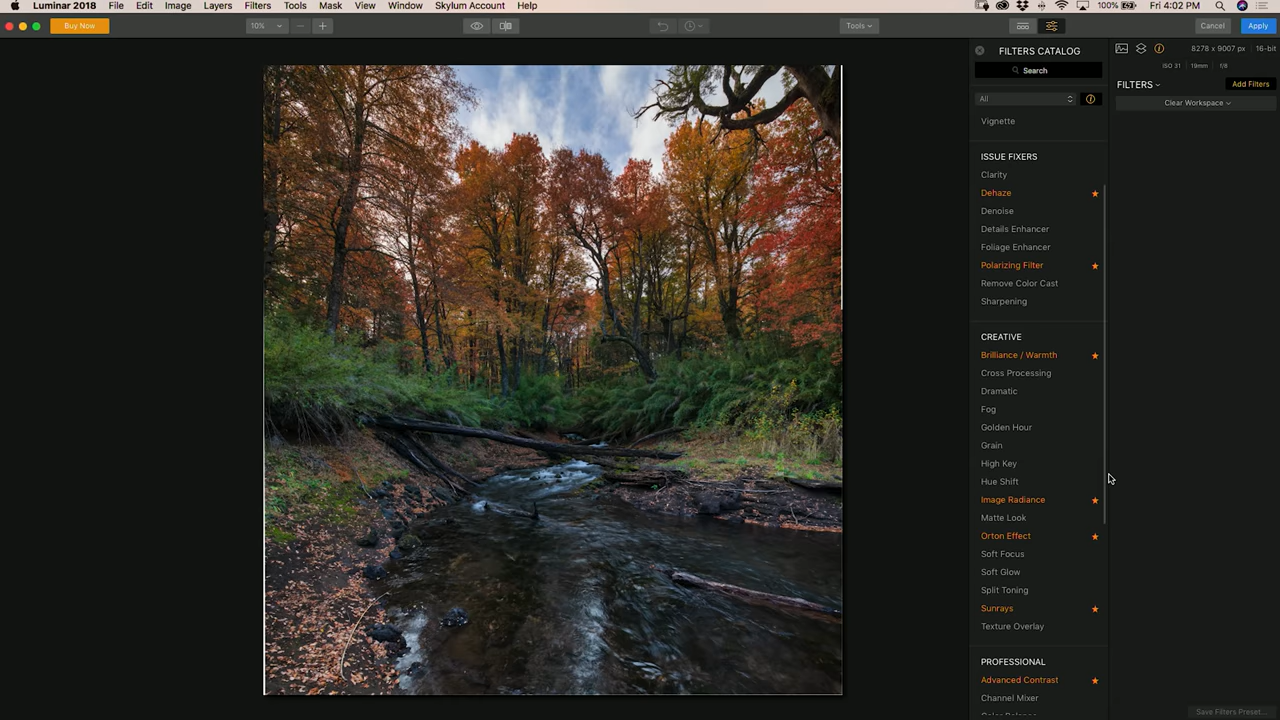 Luminar 2018 File Edit Image Layers Filters Tools Mask View Window Skylum Account Help 100% Fri 4:02 PM
Buy Now 10% Tools Cancel Apply
FILTERS CATALOG 8278 x 9007 px 16-bit
Search ISO 31 19mm f/8
FILTERS Add Filters
All Clear Workspace
Vignette
ISSUE FIXERS
Clarity
Dehaze
Denoise
Details Enhancer
Foliage Enhancer
Polarizing Filter
Remove Color Cast
Sharpening
CREATIVE
Brilliance / Warmth
Cross Processing
Dramatic
Fog
Golden Hour
Grain
High Key
Hue Shift
Image Radiance
Matte Look
Orton Effect
Soft Focus
Soft Glow
Split Toning
Sunrays
Texture Overlay
PROFESSIONAL
Advanced Contrast
Channel Mixer
Save Filters Preset...